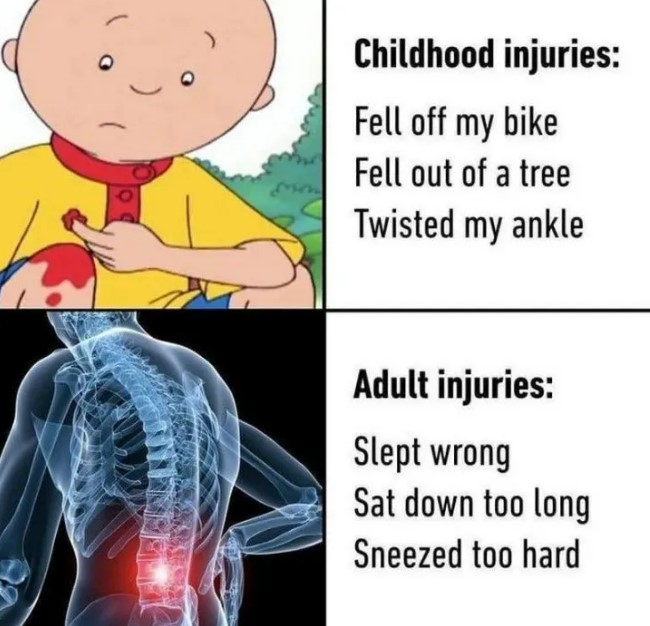 Childhood injuries:
Fell off my bike
Fell out of a tree
Twisted my ankle
Adult injuries:
Slept wrong
Sat down too long
Sneezed too hard